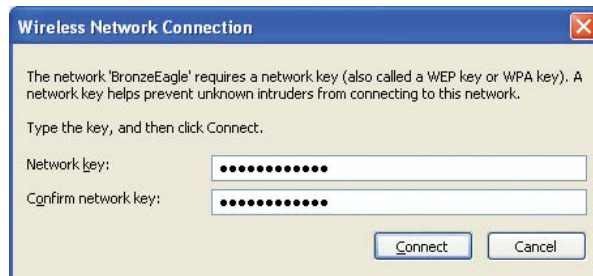 Wireless Network Connection
The network 'BronzeEagle' requires a network key (also called a WEP key or WPA key). A
network key helps prevent unknown intruders from connecting to this network.
Type the key, and then click Connect.
Network key: ●●●●●●●●●●●●
Confirm network key: ●●●●●●●●●●●●
Connect Cancel